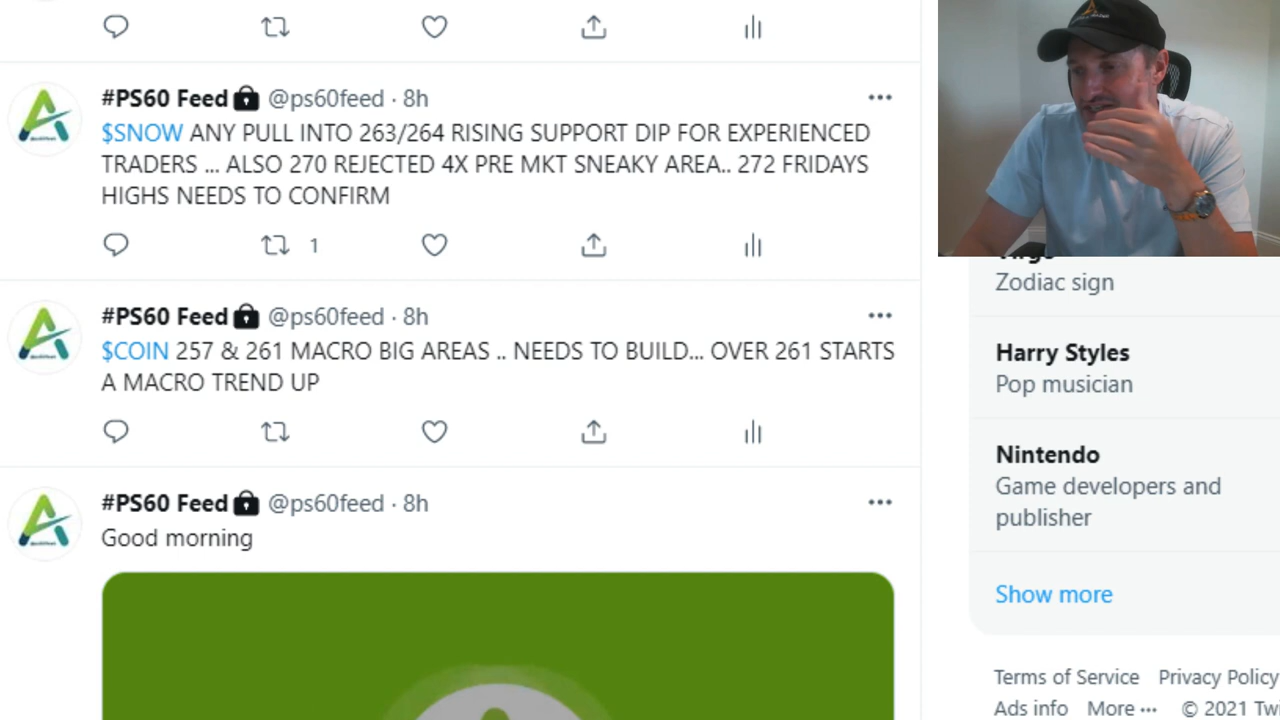 #PS60 Feed @ps60feed · 8h
$SNOW ANY PULL INTO 263/264 RISING SUPPORT DIP FOR EXPERIENCED
TRADERS ... ALSO 270 REJECTED 4X PRE MKT SNEAKY AREA.. 272 FRIDAYS
HIGHS NEEDS TO CONFIRM
1
#PS60 Feed @ps60feed · 8h
$COIN 257 & 261 MACRO BIG AREAS .. NEEDS TO BUILD... OVER 261 STARTS
A MACRO TREND UP
#PS60 Feed @ps60feed · 8h
Good morning
Zodiac sign
Harry Styles
Pop musician
Nintendo
Game developers and
publisher
Show more
Terms of Service Privacy Policy
Ads info More ··· © 2021 Tw